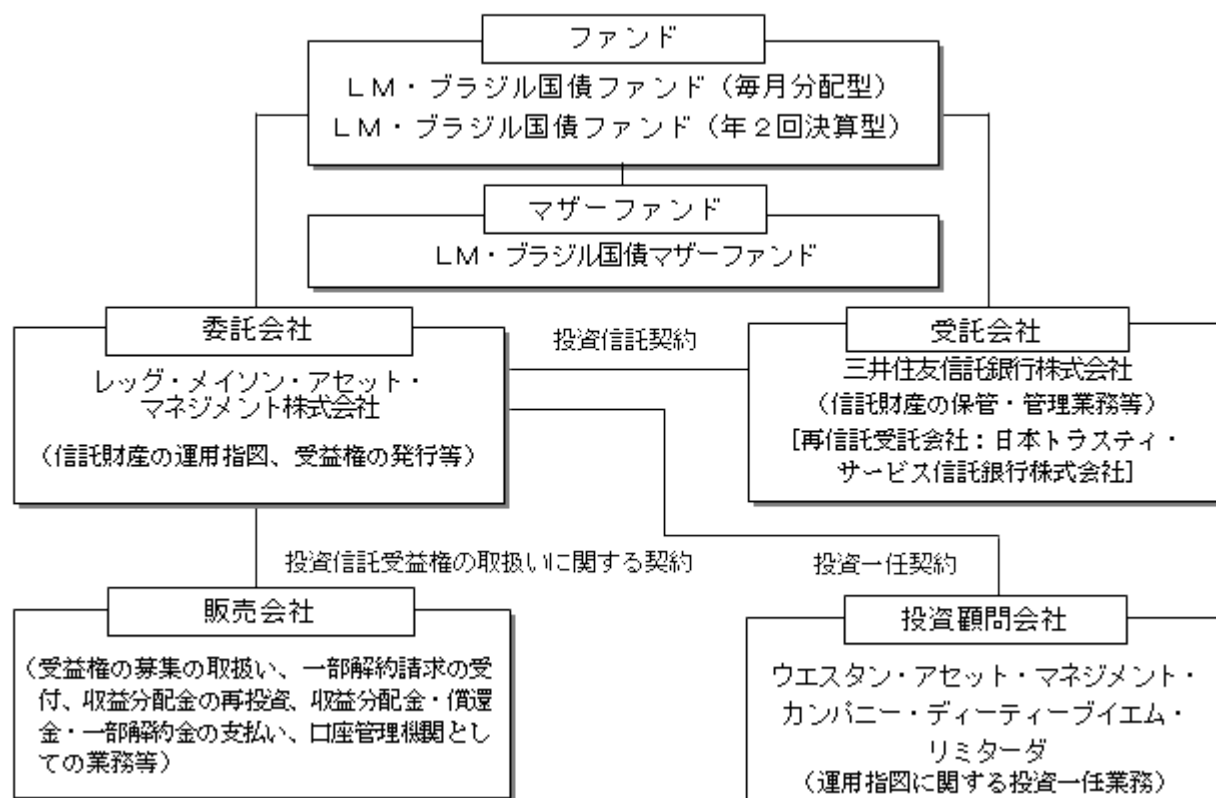 ファンド
LM・ブラジル国債ファンド（毎月分配型）
LM・ブラジル国債ファンド（年2回決算型）
マザーファンド
LM・ブラジル国債マザーファンド
委託会社
レッグ・メイソン・アセット・
マネジメント株式会社
（信託財産の運用指図、受益権の発行等）
投資信託契約
受託会社
三井住友信託銀行株式会社
（信託財産の保管・管理業務等）
[再信託受託会社：日本トラスティ・
サービス信託銀行株式会社]
投資信託受益権の取扱いに関する契約
投資一任契約
販売会社
（受益権の募集の取扱い、一部解約請求の受
付、収益分配金の再投資、収益分配金・償還
金・一部解約金の支払い、口座管理機関とし
ての業務等）
投資顧問会社
ウエスタン・アセット・マネジメント・
カンパニー・ディーティーブイエム・
リミターダ
（運用指図に関する投資一任業務）